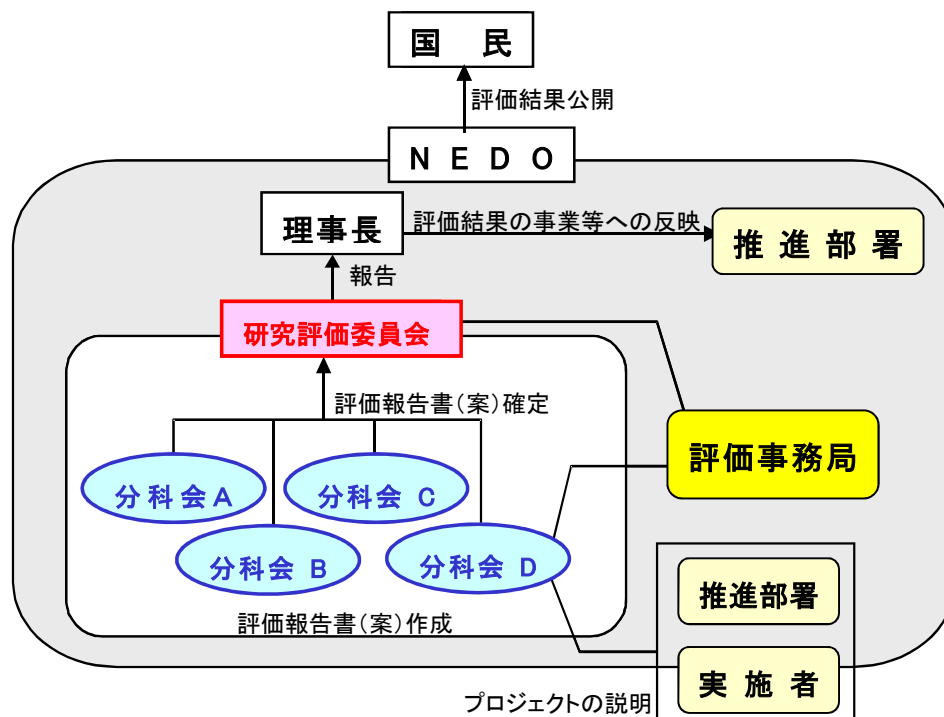 国 民
評価結果公開
N E D O
理事長
評価結果の事業等への反映
推 進 部 署
報告
研究評価委員会
評価報告書(案)確定
評価事務局
分 科 会 A
分科会 C
分科会 B
分科会 D
推進部署
評価報告書(案)作成
実 施 者
プロジェクトの説明